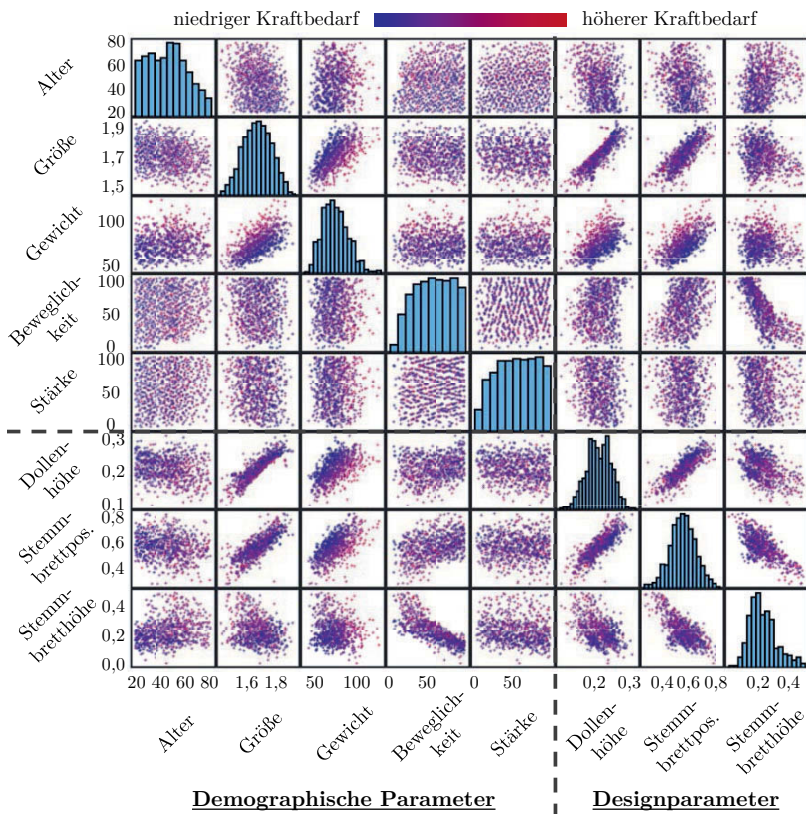 niedriger Kraftbedarf höherer Kraftbedarf
80
60
40
20
Alter
1,9
1,7
1,5
Größe
100
50
Gewicht
100
50
0
Beweglich-
keit
100
50
0
Stärke
0,3
0,2
0,1
Dollen-
höhe
0,8
0,6
0,4
Stemm-
brettpos.
0,4
0,2
0,0
Stemm-
bretthöhe
20 40 60 80 1,6 1,8 50 100 0 50 0 50 0,2 0,3 0,4 0,6 0,8 0,2 0,4
Alter
Größe
Gewicht
Beweglich-
keit
Stärke
Dollen-
höhe
Stemm-
brettpos.
Stemm-
bretthöhe
Demographische Parameter Designparameter